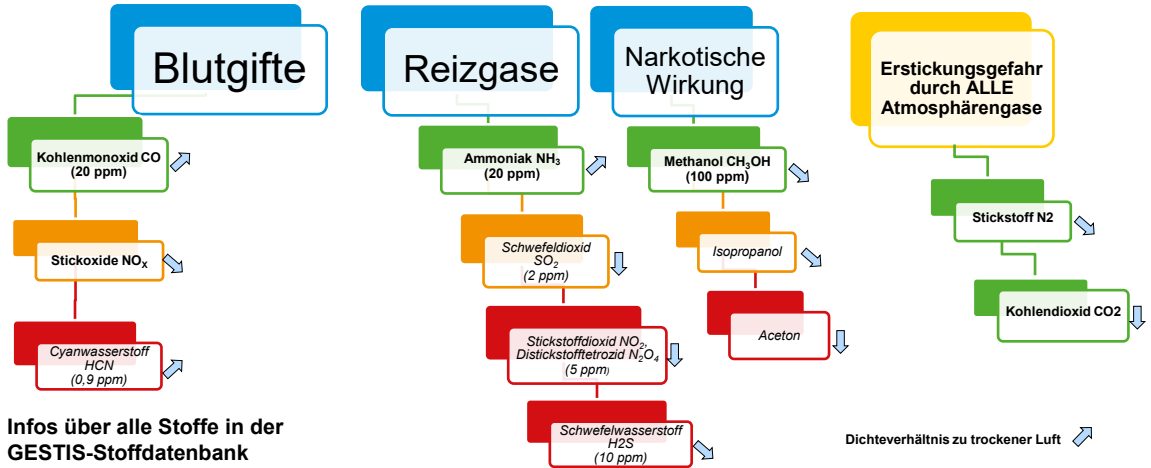 Blutgifte
Kohlenmonoxid CO
(20 ppm)
Stickoxide NOₓ
Cyanwasserstoff
HCN
(0,9 ppm)
Reizgase
Ammoniak NH₃
(20 ppm)
Schwefeldioxid
SO₂
(2 ppm)
Stickstoffdioxid NO₂,
Distickstofftetrozid N₂O₄
(5 ppm)
Schwefelwasserstoff
H2S
(10 ppm)
Narkotische
Wirkung
Methanol CH₃OH
(100 ppm)
Isopropanol
Aceton
Erstickungsgefahr
durch ALLE
Atmosphärengase
Stickstoff N2
Kohlendioxid CO2
Infos über alle Stoffe in der
GESTIS-Stoffdatenbank
Dichteverhältnis zu trockener Luft